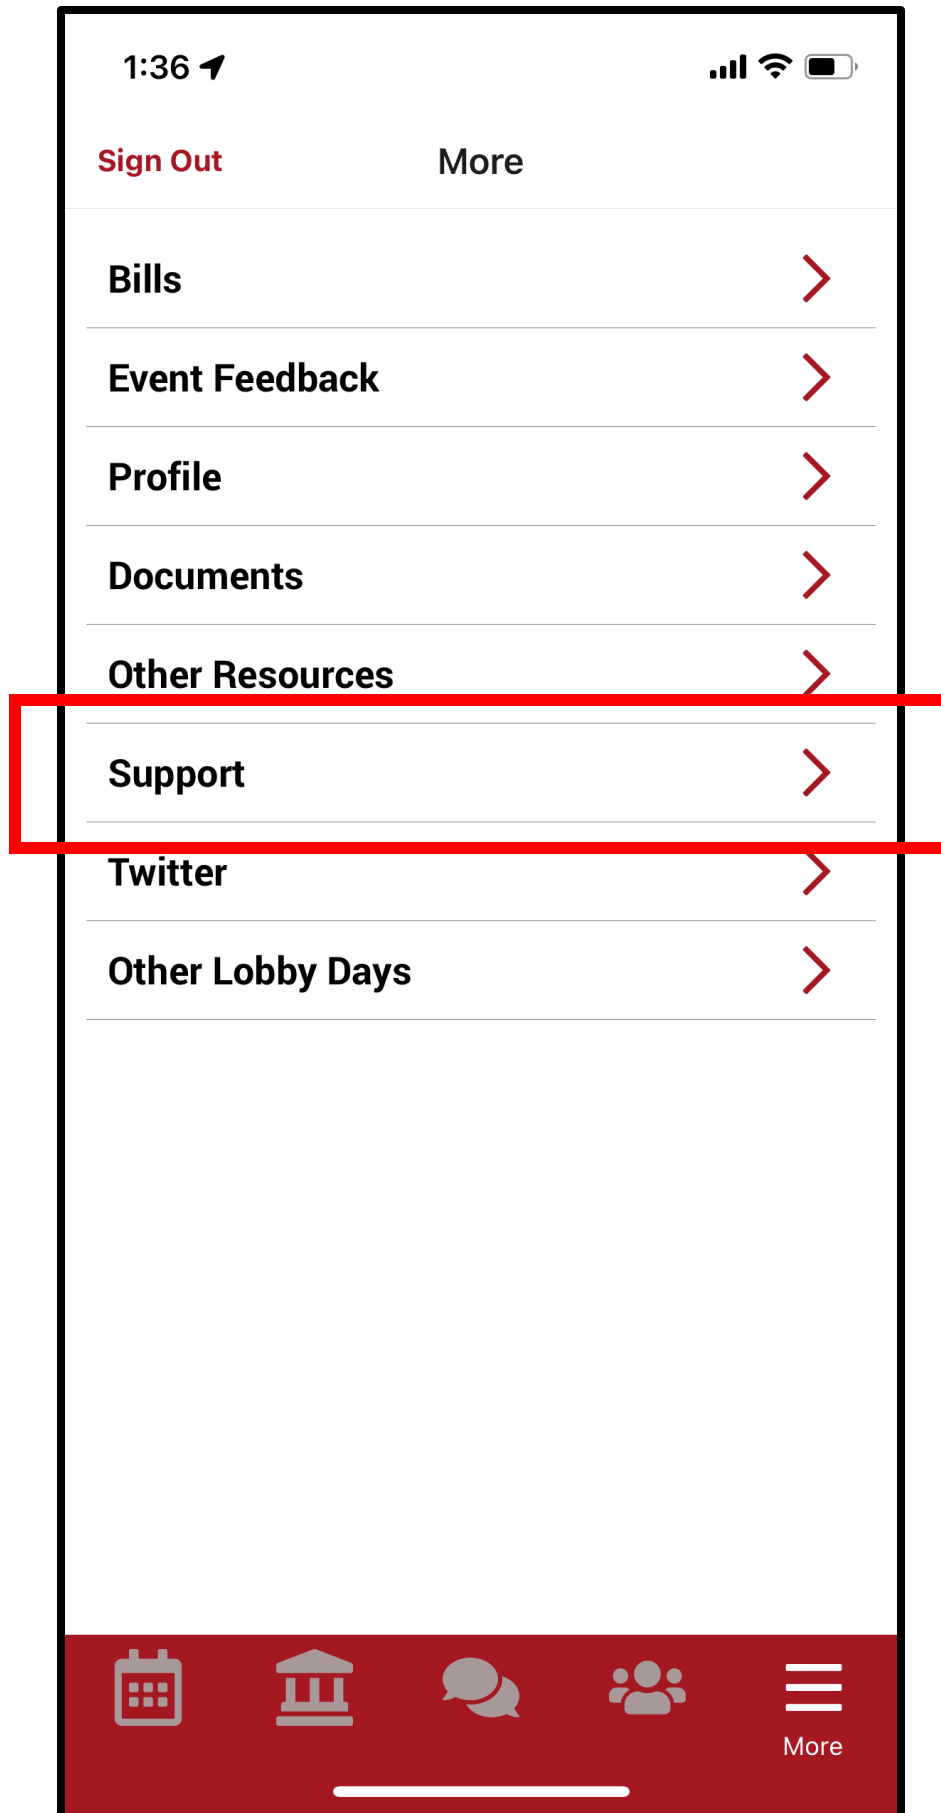 1:36
Sign Out
More
Bills
Event Feedback
Profile
Documents
Other Resources
Support
Twitter
Other Lobby Days
More